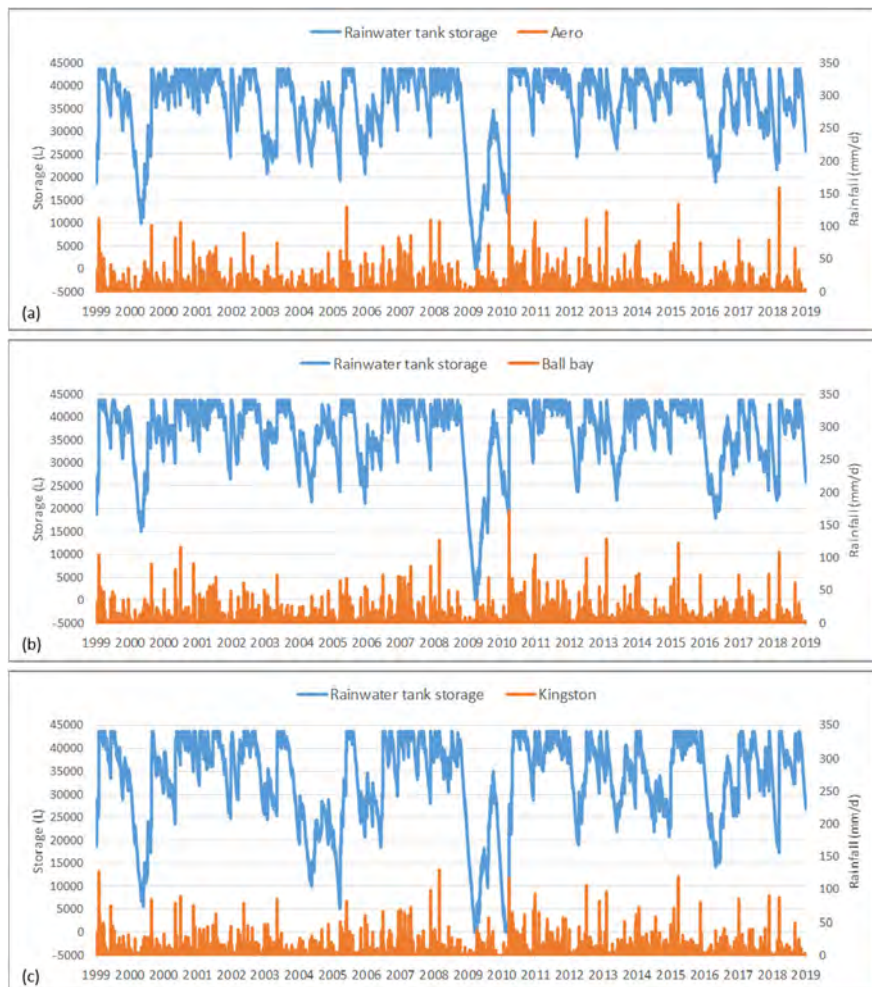 Rainwater tank storage Aero
45000 350
40000 300
35000
30000 250
25000 200
20000
15000 150
10000 100
5000
0 50
-5000 0
Storage (L)
Rainfall (mm/d)
1999 2000 2000 2002 2003 2004 2005 2006 2007 2008 2009 2010 2011 2012 2013 2014 2015 2016 2017 2018 2019
(a)
Rainwater tank storage Ball bay
45000 350
40000 300
35000
30000 250
25000 200
20000
15000 150
10000 100
5000
0 50
-5000 0
Storage (L)
Rainfall (mm/d)
1999 2000 2000 2001 2002 2003 2004 2005 2006 2007 2008 2009 2010 2011 2012 2013 2014 2015 2016 2017 2018 2019
(b)
Rainwater tank storage Kingston
45000 350
40000 300
35000
30000 250
25000 200
20000
15000 150
10000 100
5000
0 50
-5000 0
Storage (L)
Rainfall (mm/d)
1999 2000 2000 2001 2002 2003 2004 2005 2006 2007 2008 2009 2010 2011 2012 2013 2014 2015 2016 2017 2018 2019
(c)